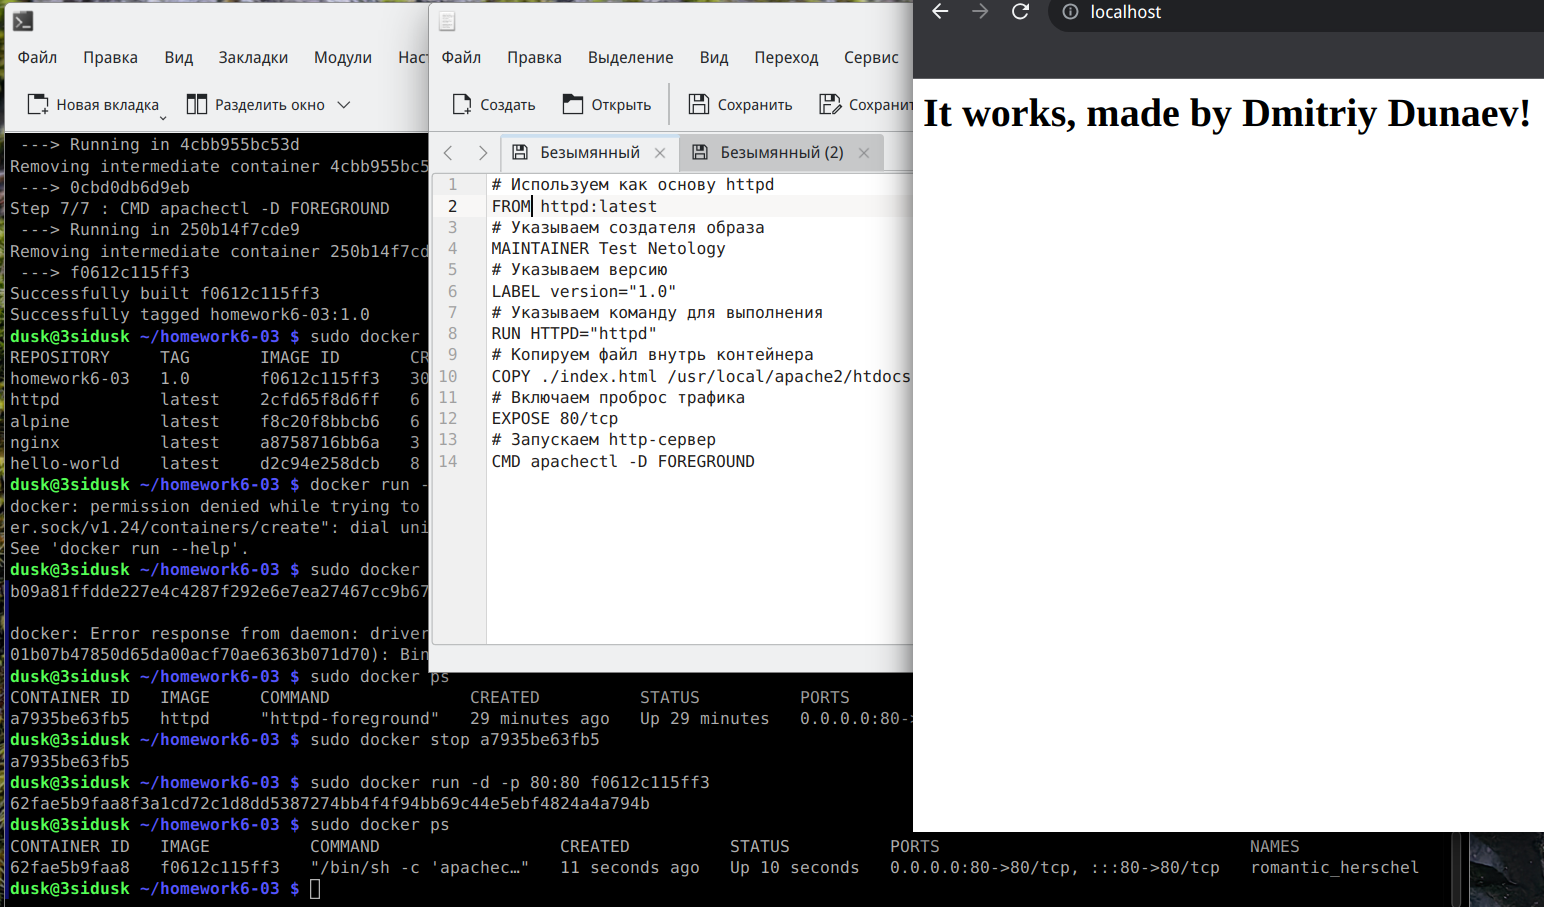 Файл Правка Вид Закладки Модули
Новая вкладка Разделить окно
---> Running in 4cbb955bc53d
Removing intermediate container 4cbb955bc5
---> 0cbd0db6d9eb
Step 7/7 : CMD apachectl -D FOREGROUND
---> Running in 250b14f7cde9
Removing intermediate container 250b14f7cd
---> f0612c115ff3
Successfully built f0612c115ff3
Successfully tagged homework6-03:1.0
dusk@3sidusk ~/homework6-03 $ sudo docker
REPOSITORY TAG IMAGE ID CR
homework6-03 1.0 f0612c115ff3 30
httpd latest 2cfd65f8d6ff 6
alpine latest f8c20f8bbcb6 6
nginx latest a8758716bb6a 3
hello-world latest d2c94e258dcb 8
dusk@3sidusk ~/homework6-03 $ docker run -
docker: permission denied while trying to
er.sock/v1.24/containers/create": dial uni
See 'docker run --help'.
dusk@3sidusk ~/homework6-03 $ sudo docker
b09a81ffdde227e4c4287f292e6e7ea27467cc9b67
docker: Error response from daemon: driver
01b07b47850d65da00acf70ae6363b071d70): Bin
dusk@3sidusk ~/homework6-03 $ sudo docker ps
CONTAINER ID IMAGE COMMAND CREATED STATUS PORTS
a7935be63fb5 httpd "httpd-foreground" 29 minutes ago Up 29 minutes 0.0.0.0:80->
dusk@3sidusk ~/homework6-03 $ sudo docker stop a7935be63fb5
a7935be63fb5
dusk@3sidusk ~/homework6-03 $ sudo docker run -d -p 80:80 f0612c115ff3
62fae5b9faa8f3a1cd72c1d8dd5387274bb4f4f94bb69c44e5ebf4824a4a794b
dusk@3sidusk ~/homework6-03 $ sudo docker ps
CONTAINER ID IMAGE COMMAND CREATED STATUS PORTS NAMES
62fae5b9faa8 f0612c115ff3 "/bin/sh -c 'apachec…" 11 seconds ago Up 10 seconds 0.0.0.0:80->80/tcp, :::80->80/tcp romantic_herschel
dusk@3sidusk ~/homework6-03 $
Файл Правка Выделение Вид Переход Сервис
Создать Открыть Сохранить Сохранит
Безымянный Безымянный (2)
1 # Используем как основу httpd
2 FROM httpd:latest
3 # Указываем создателя образа
4 MAINTAINER Test Netology
5 # Указываем версию
6 LABEL version="1.0"
7 # Указываем команду для выполнения
8 RUN HTTPD="httpd"
9 # Копируем файл внутрь контейнера
10 COPY ./index.html /usr/local/apache2/htdocs
11 # Включаем проброс трафика
12 EXPOSE 80/tcp
13 # Запускаем http-сервер
14 CMD apachectl -D FOREGROUND
localhost
It works, made by Dmitriy Dunaev!